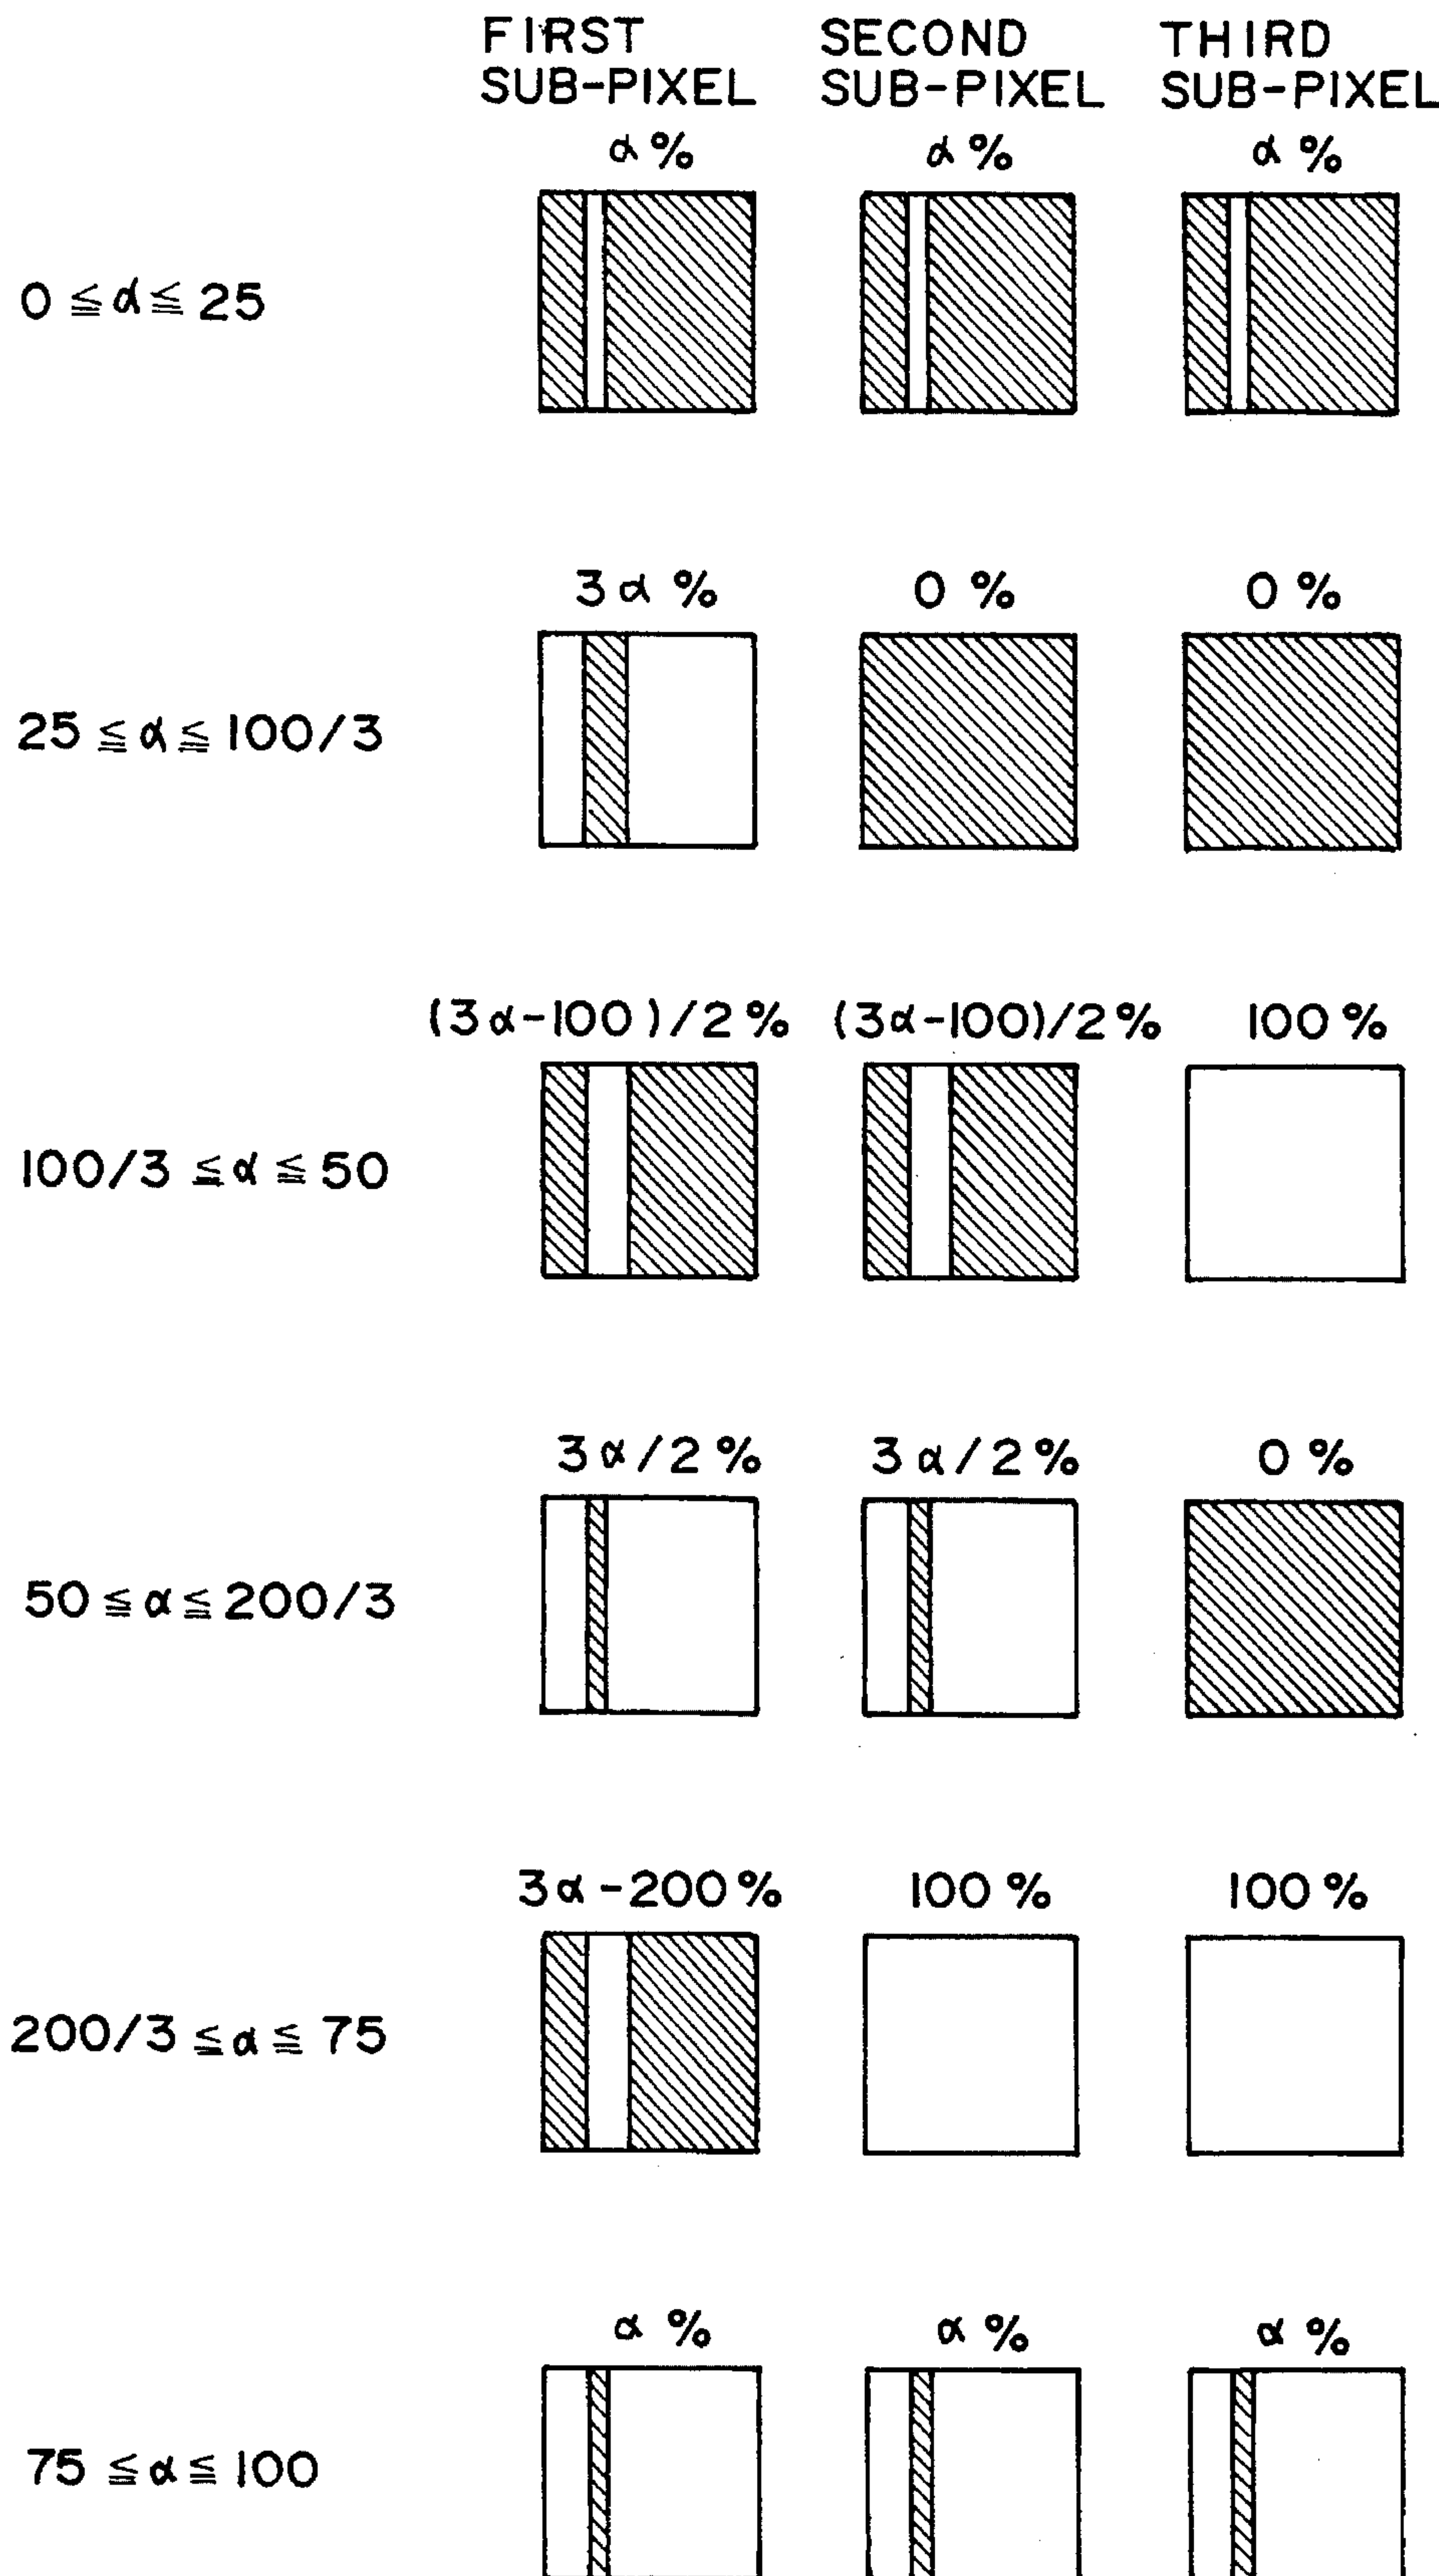 FIRST SECOND THIRD
SUB-PIXEL SUB-PIXEL SUB-PIXEL
α % α % α %
0 ≦ α ≦ 25
3α % 0 % 0 %
25 ≦ α ≦ 100/3
(3α-100)/2% (3α-100)/2% 100%
100/3 ≦ α ≦ 50
3α/2% 3α/2% 0 %
50 ≦ α ≦ 200/3
3α-200% 100% 100%
200/3 ≦ α ≦ 75
α % α % α %
75 ≦ α ≦ 100